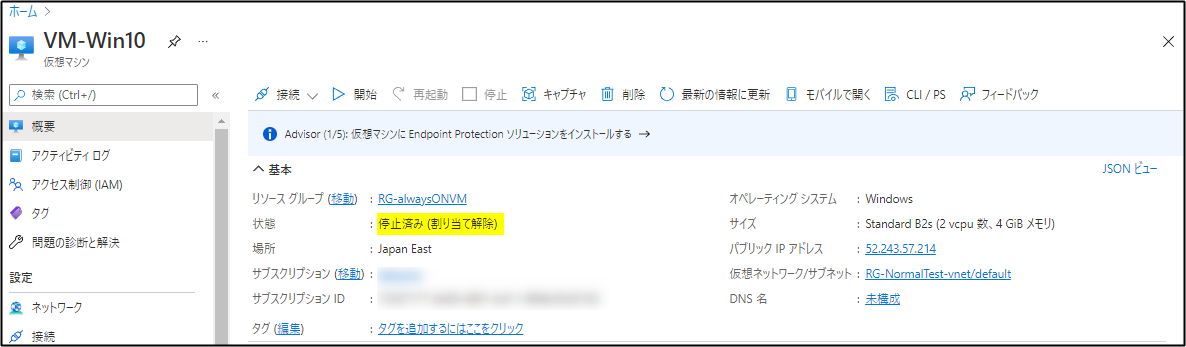 ホーム >
VM-Win10 ...
仮想マシン
検索 (Ctrl+/) «
接続 開始 再起動 停止 キャプチャ 削除 最新の情報に更新 モバイルで開く CLI / PS フィードバック
概要
アクティビティ ログ
アクセス制御 (IAM)
タグ
問題の診断と解決
設定
ネットワーク
接続
Advisor (1/5): 仮想マシンに Endpoint Protection ソリューションをインストールする →
基本
JSON ビュー
リソース グループ (移動) : RG-alwaysONVM
状態 : 停止済み (割り当て解除)
場所 : Japan East
サブスクリプション (移動) :
サブスクリプション ID :
タグ (編集) : タグを追加するにはここをクリック
オペレーティング システム : Windows
サイズ : Standard B2s (2 vcpu 数、4 GiB メモリ)
パブリック IP アドレス : 52.243.57.214
仮想ネットワーク/サブネット : RG-NormalTest-vnet/default
DNS 名 : 未構成